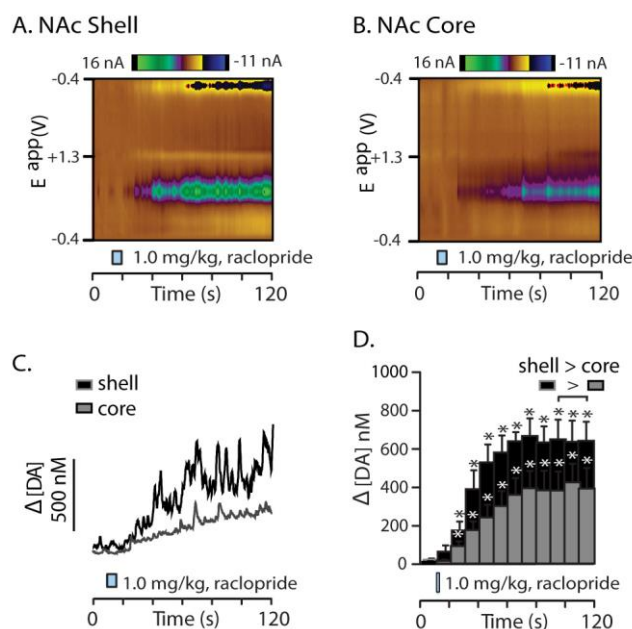 A. NAc Shell
16 nA -11 nA
-0.4
+1.3
-0.4
E app(V)
1.0 mg/kg, raclopride
0 Time (s) 120
B. NAc Core
16 nA -11 nA
-0.4
+1.3
-0.4
E app(V)
1.0 mg/kg, raclopride
0 Time (s) 120
C.
shell
core
Δ [DA]
500 nM
1.0 mg/kg, raclopride
0 Time (s) 120
D.
shell > core
>
1000
800
600
400
200
0
Δ [DA] nM
* * * * * * * * *
* * * * * * * * *
1.0 mg/kg, raclopride
0 Time (s) 120